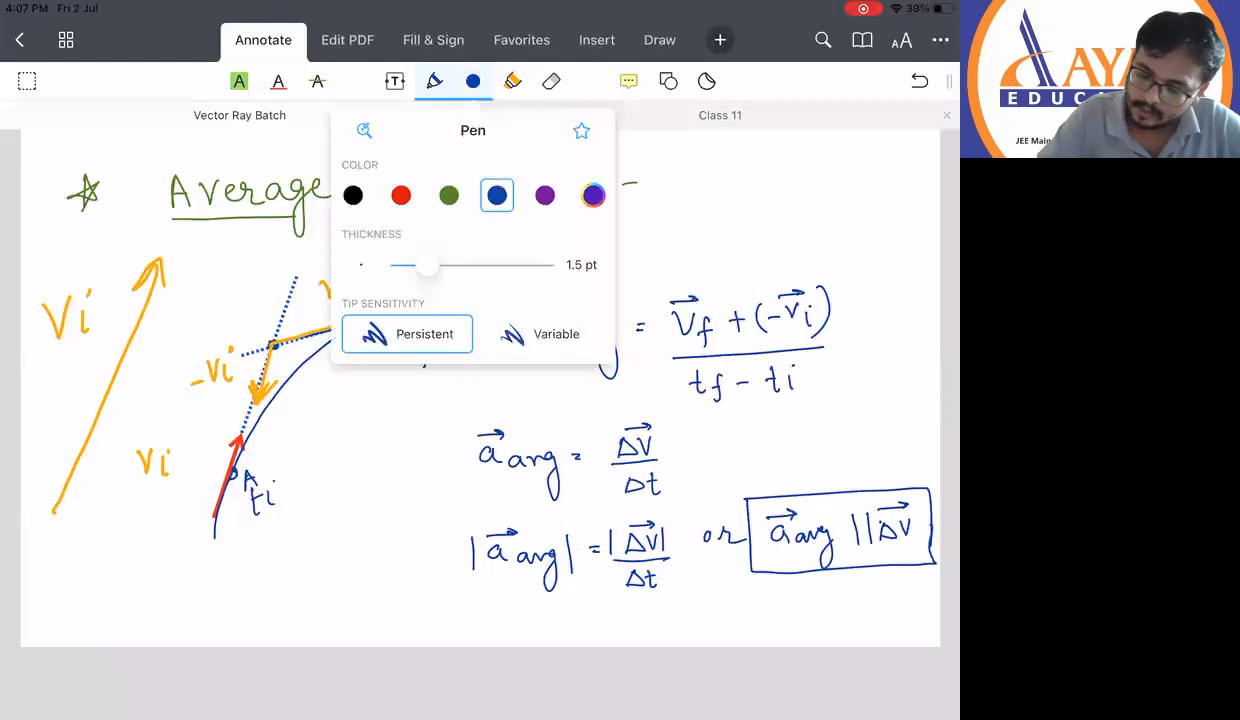 4:07 PM Fri 2 Jul
39%
Annotate Edit PDF Fill & Sign Favorites Insert Draw
Vector Ray Batch
Class 11
Pen
COLOR
THICKNESS
1.5 pt
TIP SENSITIVITY
Persistent Variable
AYA
EDUC
JEE Main
Average
Vi
-Vi
Vi
A
ti
= V⃗f + (-V⃗i)
tf - ti
a⃗ avg = ΔV⃗
Δt
|a⃗ avg| = |ΔV⃗|
Δt
or a⃗ avg || ΔV⃗